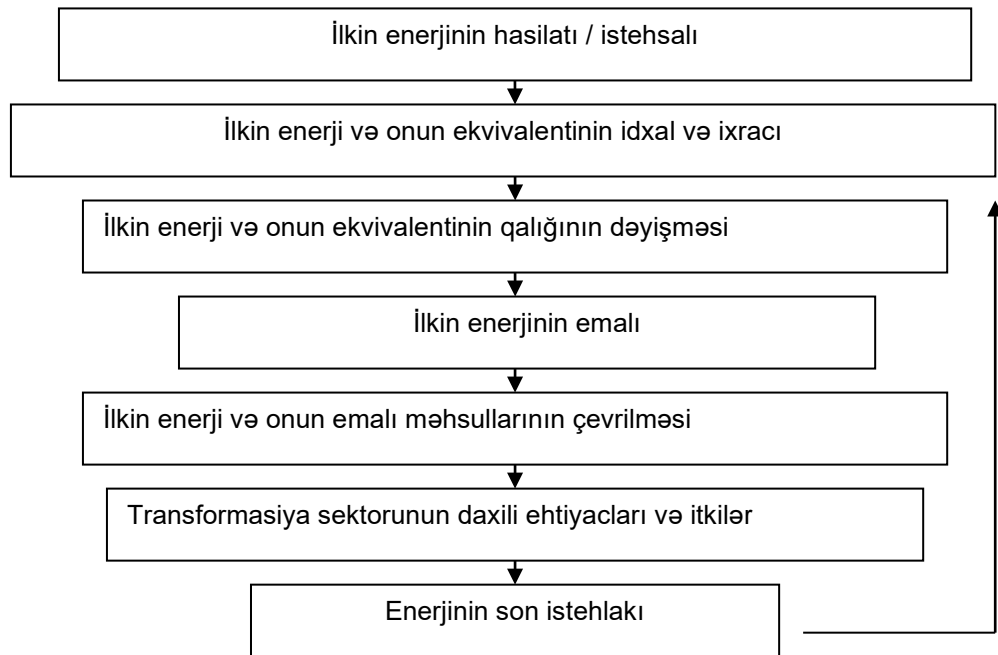 İlkin enerjinin hasilatı / istehsalı
İlkin enerji və onun ekvivalentinin idxal və ixracı
İlkin enerji və onun ekvivalentinin qalığının dəyişməsi
İlkin enerjinin emalı
İlkin enerji və onun emalı məhsullarının çevrilməsi
Transformasiya sektorunun daxili ehtiyacları və itkilər
Enerjinin son istehlakı